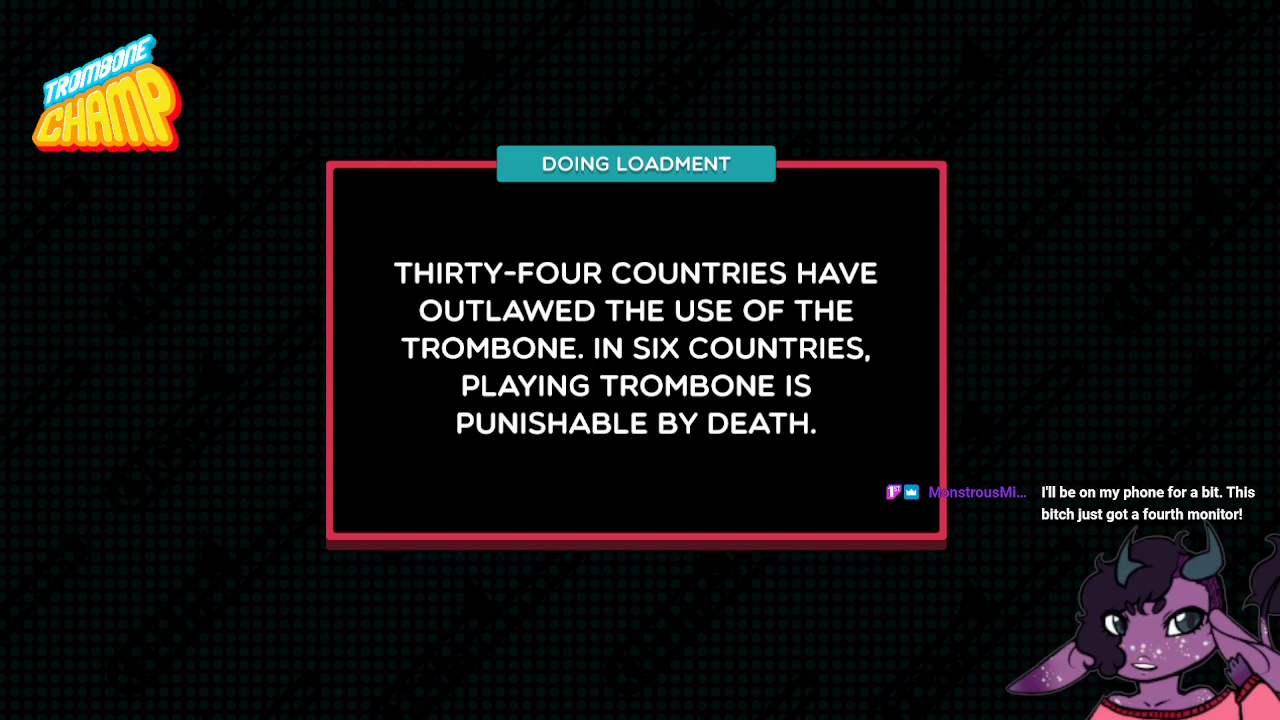 TROMBONE
CHAMP
DOING LOADMENT
THIRTY-FOUR COUNTRIES HAVE
OUTLAWED THE USE OF THE
TROMBONE. IN SIX COUNTRIES,
PLAYING TROMBONE IS
PUNISHABLE BY DEATH.
1ST MonstrousMi... I'll be on my phone for a bit. This
bitch just got a fourth monitor!